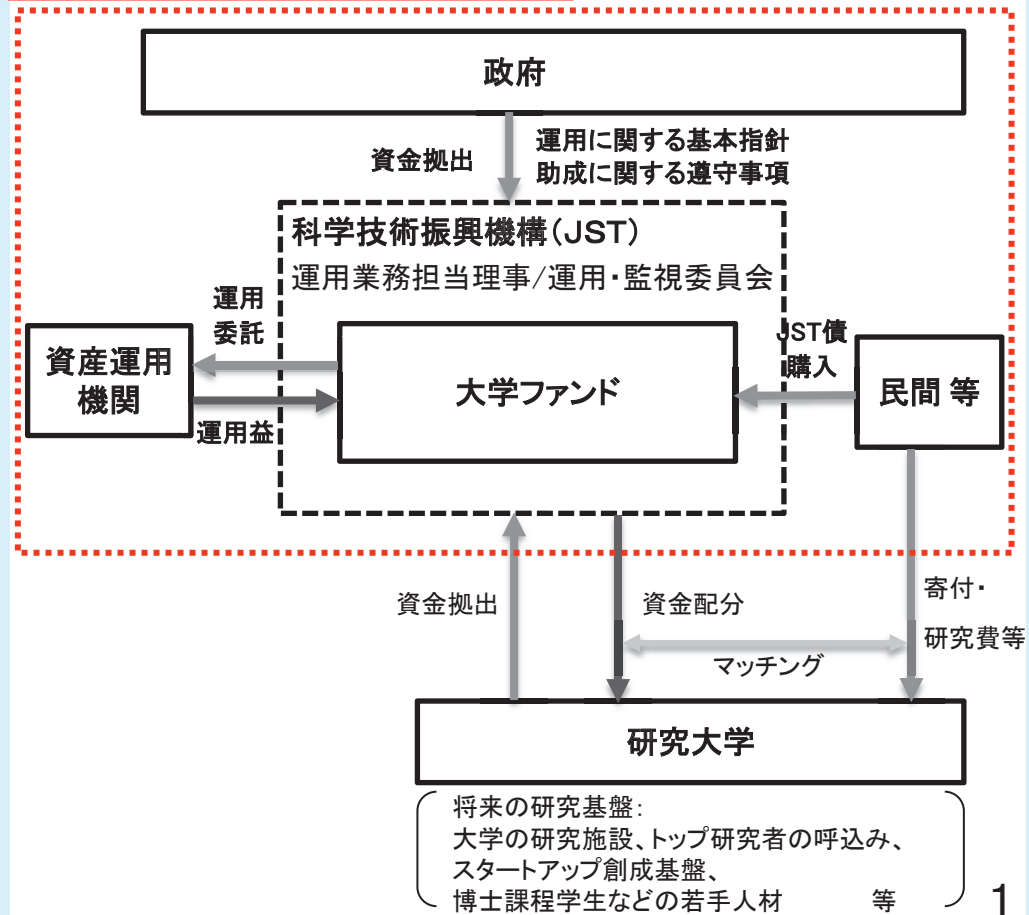 政府
資金拠出
運用に関する基本指針
助成に関する遵守事項
科学技術振興機構(JST)
運用業務担当理事/運用・監視委員会
運用
委託
資産運用
機関
運用益
大学ファンド
JST債
購入
民間 等
資金拠出
資金配分
マッチング
寄付・
研究費等
研究大学
将来の研究基盤:
大学の研究施設、トップ研究者の呼込み、
スタートアップ創成基盤、
博士課程学生などの若手人材 等
1